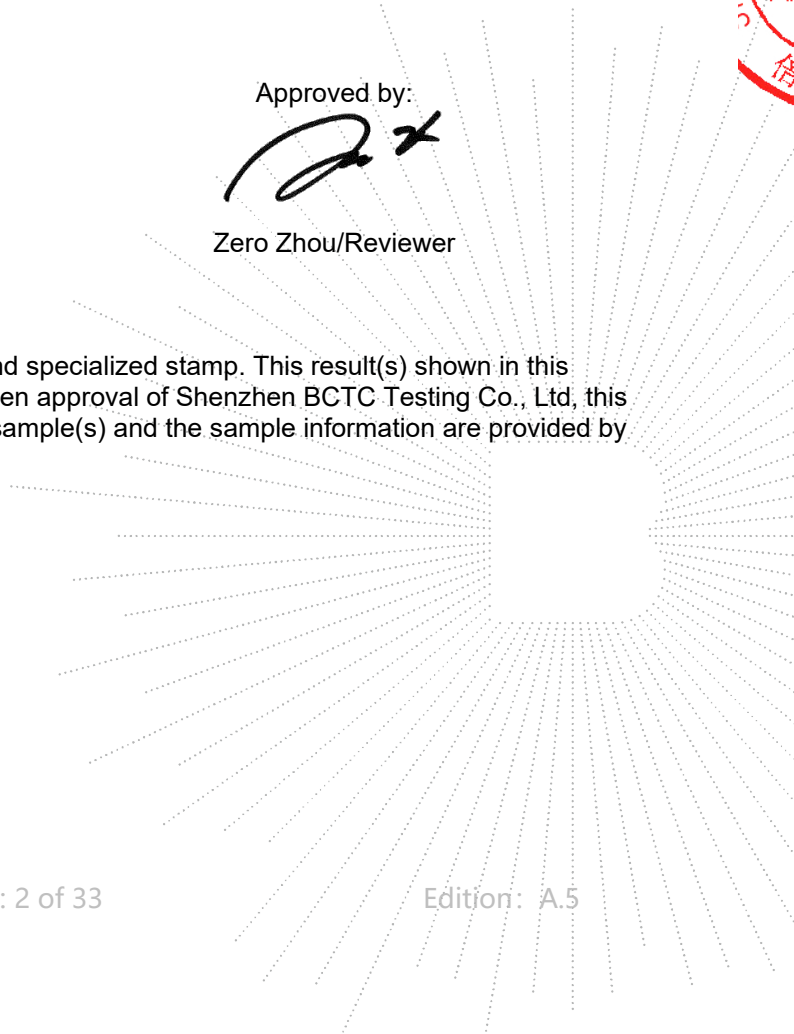 Approved by:
Zero Zhou/Reviewer
nd specialized stamp. This result(s) shown in this
en approval of Shenzhen BCTC Testing Co., Ltd, this
sample(s) and the sample information are provided by
: 2 of 33 Edition： A.5